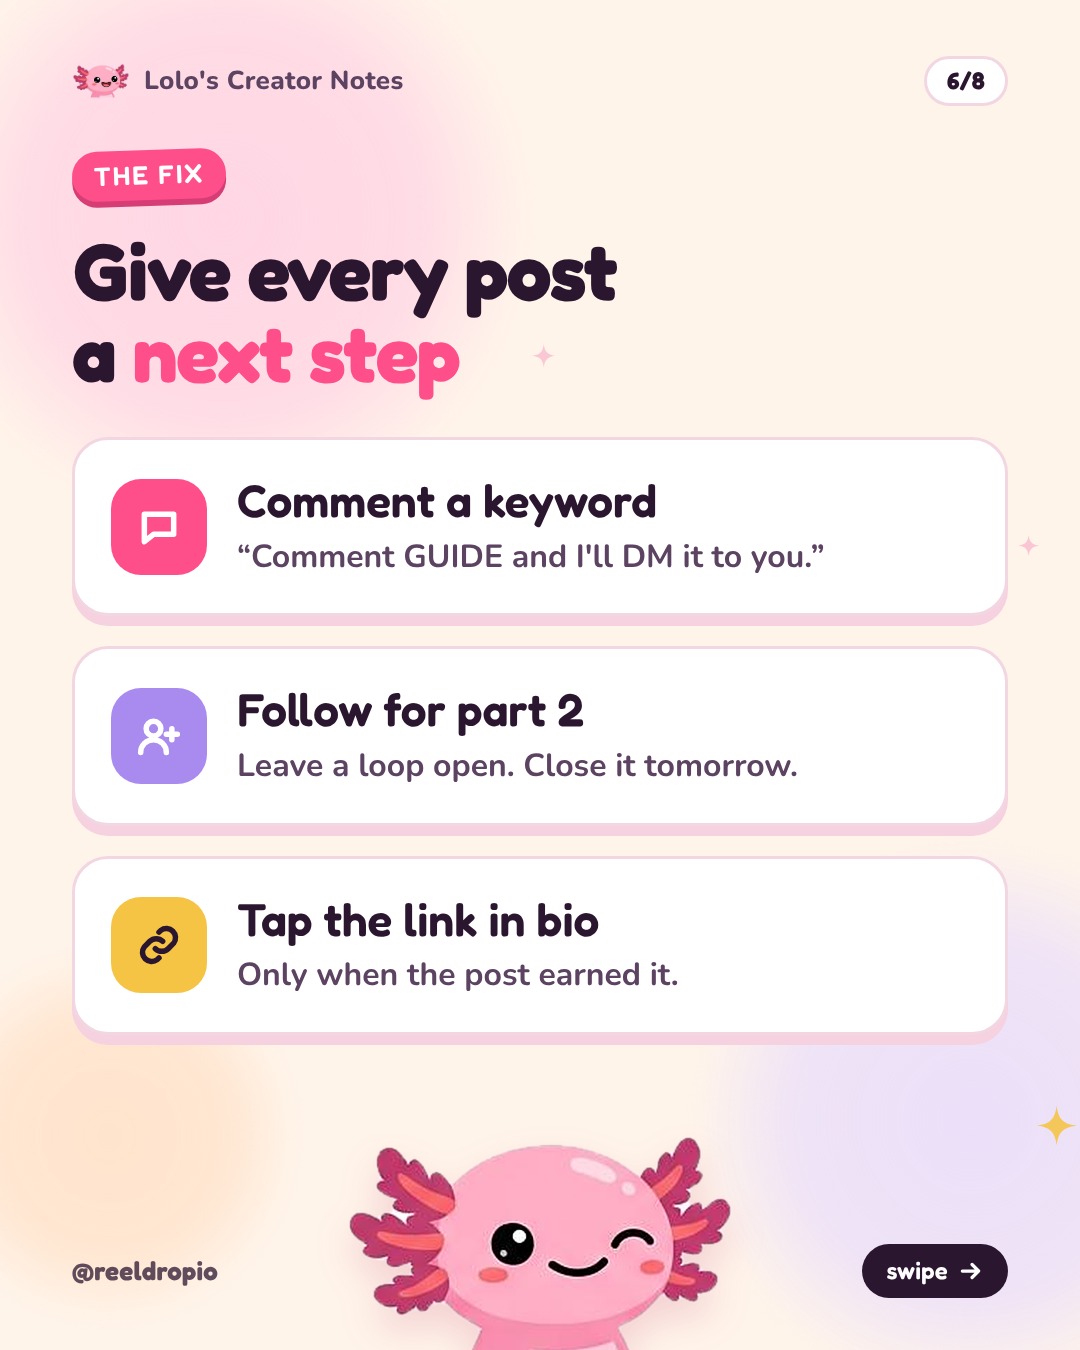 Lolo's Creator Notes
6/8
THE FIX
Give every post
a next step
Comment a keyword
“Comment GUIDE and I'll DM it to you.”
Follow for part 2
Leave a loop open. Close it tomorrow.
Tap the link in bio
Only when the post earned it.
@reeldropio
swipe →